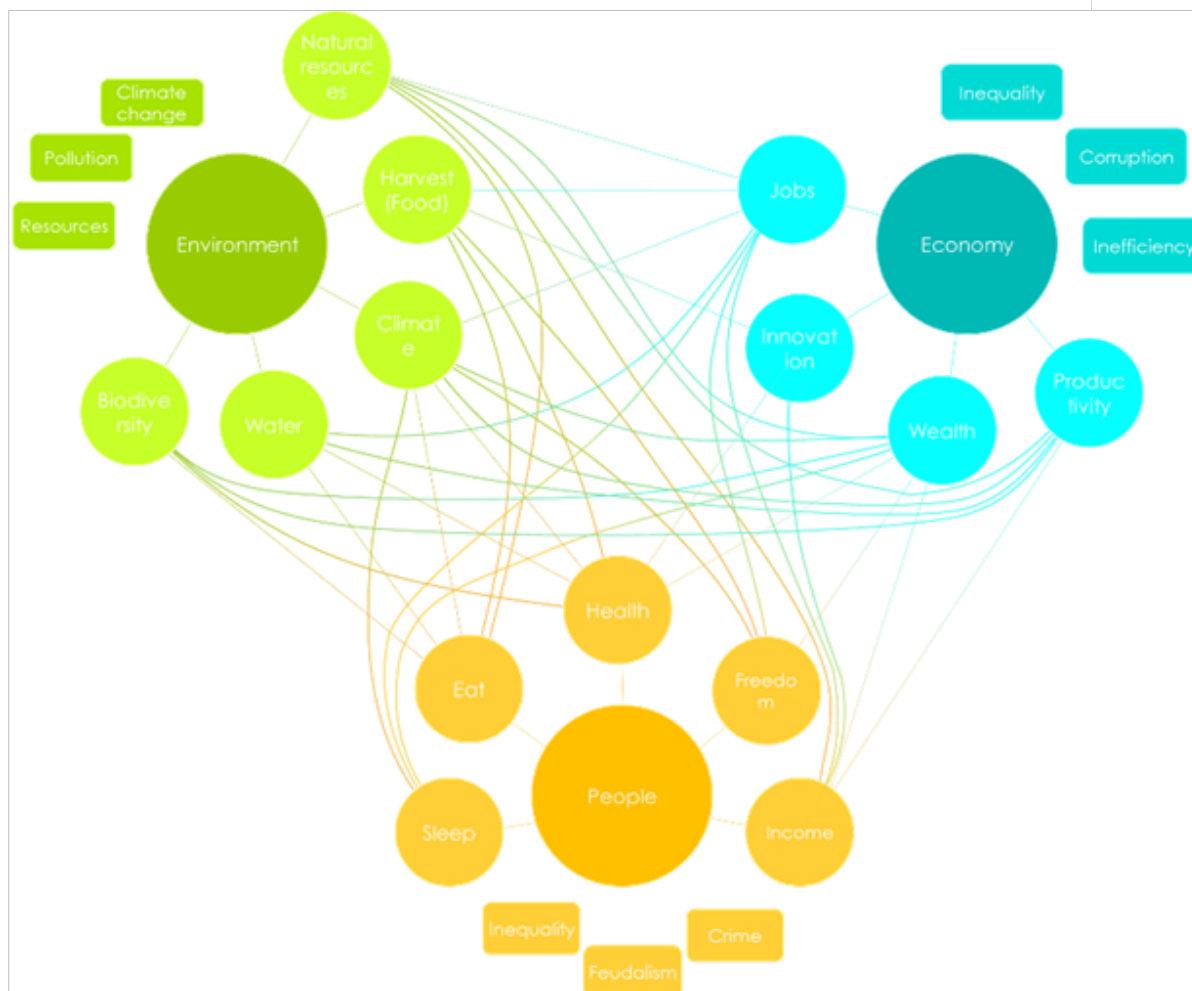 Natural
resourc
es
Climate
change
Pollution
Resources
Environment
Harvest
(Food)
Climat
e
Biodive
rsity
Water
Inequality
Corruption
Inefficiency
Jobs
Economy
Innovat
ion
Wealth
Produc
tivity
Health
Eat
Freedo
m
People
Sleep
Income
Inequality
Feudalism
Crime